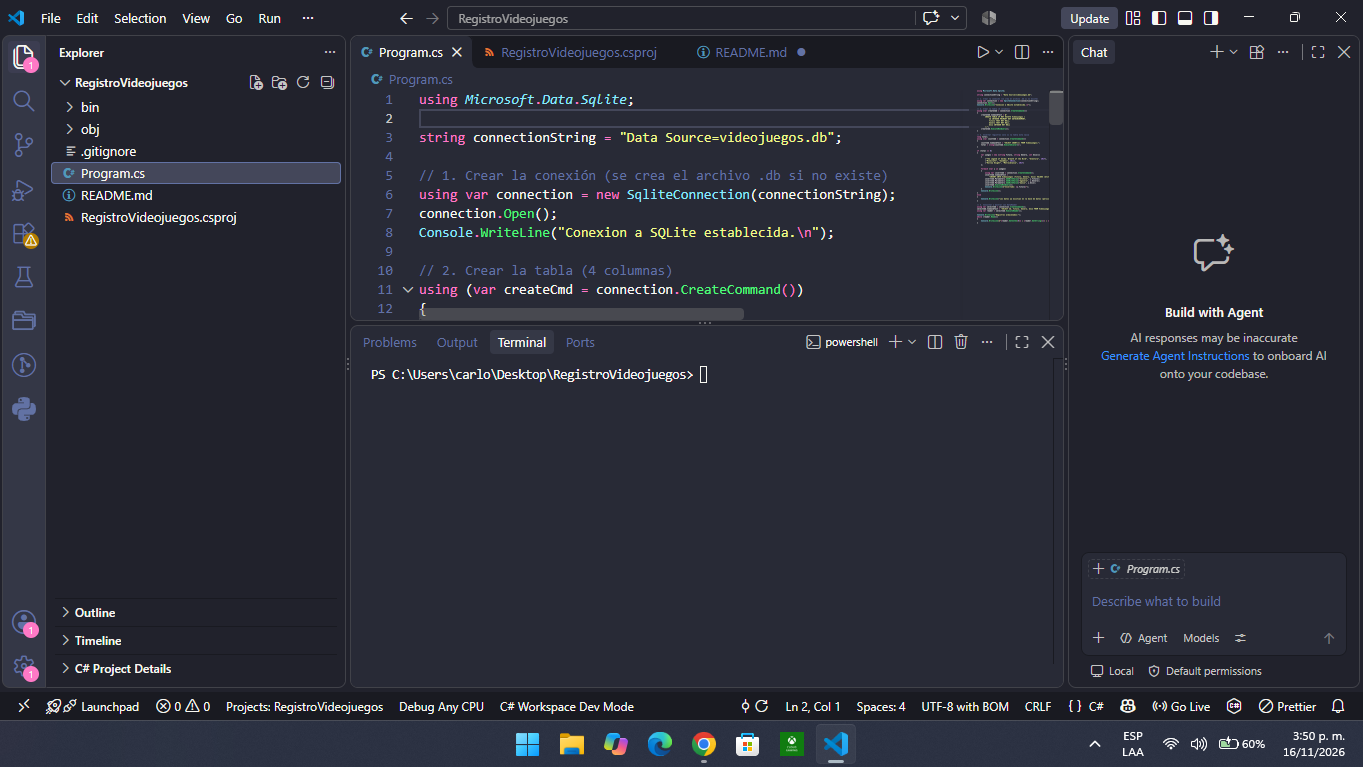 File Edit Selection View Go Run ···
RegistroVideojuegos
Update
Explorer
RegistroVideojuegos
bin
obj
.gitignore
Program.cs
README.md
RegistroVideojuegos.csproj
Outline
Timeline
C# Project Details
1
1
1
Program.cs RegistroVideojuegos.csproj README.md
Program.cs
1 using Microsoft.Data.Sqlite;
2
3 string connectionString = "Data Source=videojuegos.db";
4
5 // 1. Crear la conexión (se crea el archivo .db si no existe)
6 using var connection = new SqliteConnection(connectionString);
7 connection.Open();
8 Console.WriteLine("Conexion a SQLite establecida.\n");
9
10 // 2. Crear la tabla (4 columnas)
11 using (var createCmd = connection.CreateCommand())
12 {
Problems Output Terminal Ports
powershell
PS C:\Users\carlo\Desktop\RegistroVideojuegos>
Chat
Build with Agent
AI responses may be inaccurate
Generate Agent Instructions to onboard AI
onto your codebase.
Program.cs
Describe what to build
Agent Models
Local Default permissions
Launchpad 0 0 Projects: RegistroVideojuegos Debug Any CPU C# Workspace Dev Mode
Ln 2, Col 1 Spaces: 4 UTF-8 with BOM CRLF { } C# Go Live Prettier
ESP
LAA
60%
3:50 p. m.
16/11/2026